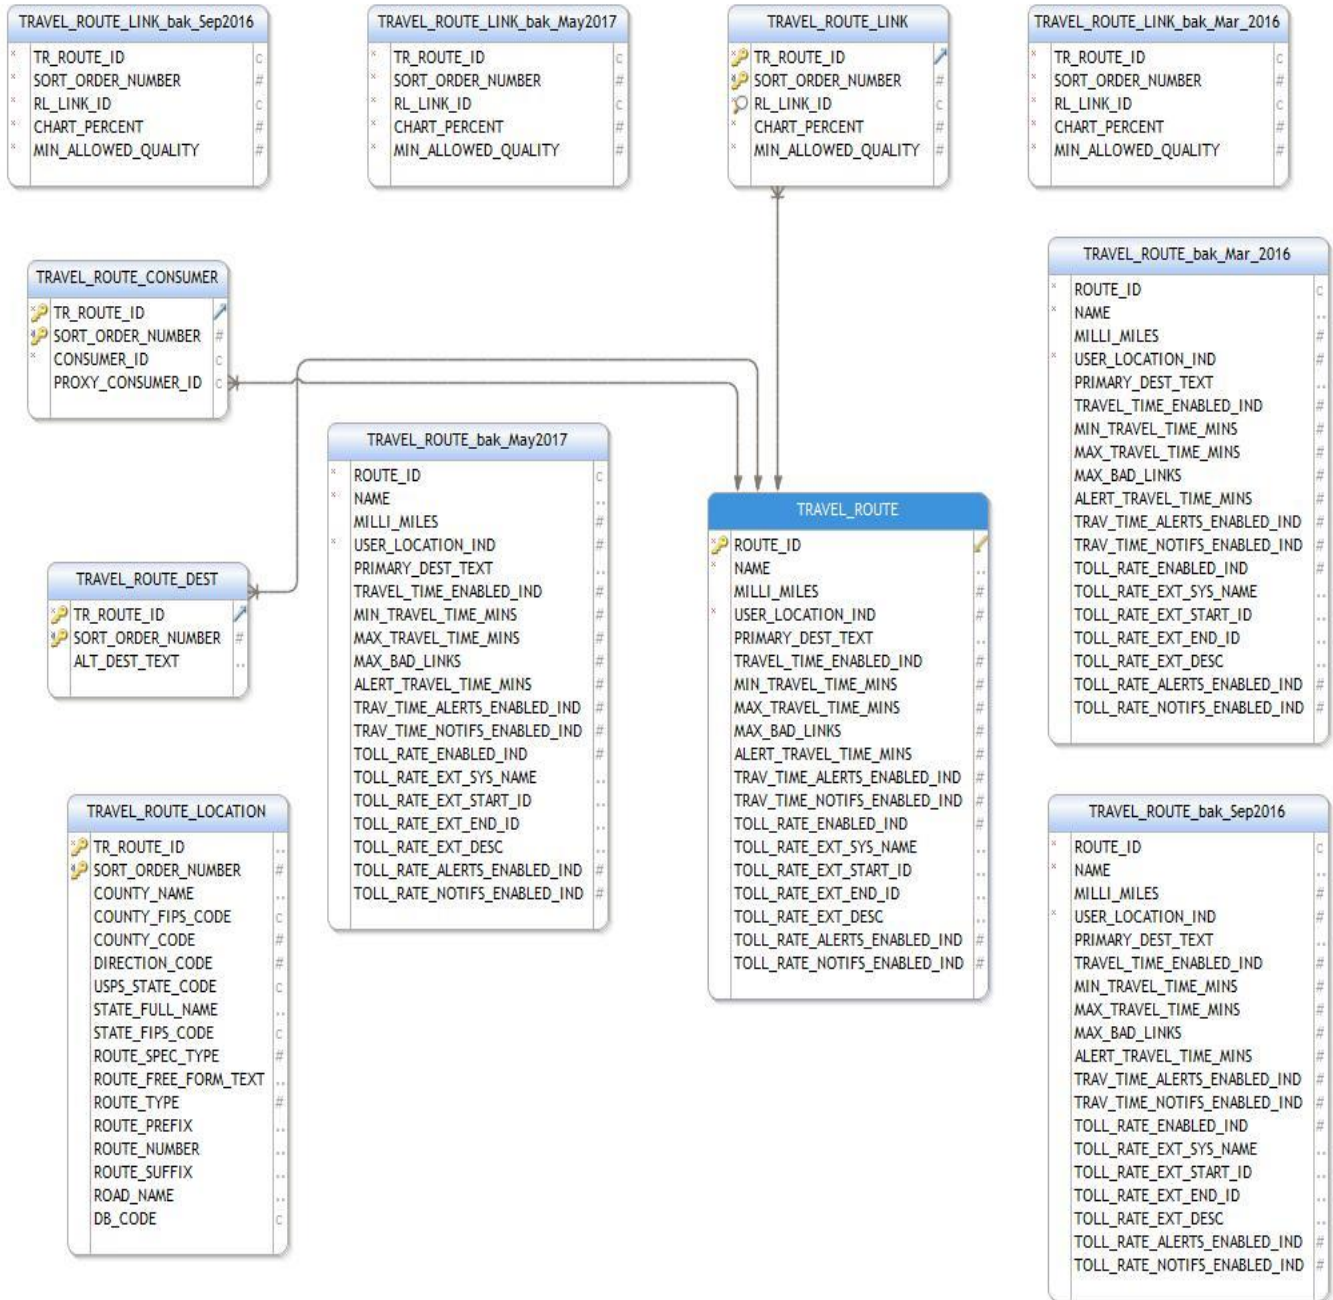 TRAVEL_ROUTE_LINK_bak_Sep2016
TR_ROUTE_ID
SORT_ORDER_NUMBER
RL_LINK_ID
CHART_PERCENT
MIN_ALLOWED_QUALITY
TRAVEL_ROUTE_LINK_bak_May2017
TR_ROUTE_ID
SORT_ORDER_NUMBER
RL_LINK_ID
CHART_PERCENT
MIN_ALLOWED_QUALITY
TRAVEL_ROUTE_LINK
TR_ROUTE_ID
SORT_ORDER_NUMBER
RL_LINK_ID
CHART_PERCENT
MIN_ALLOWED_QUALITY
TRAVEL_ROUTE_LINK_bak_Mar_2016
TR_ROUTE_ID
SORT_ORDER_NUMBER
RL_LINK_ID
CHART_PERCENT
MIN_ALLOWED_QUALITY
TRAVEL_ROUTE_CONSUMER
TR_ROUTE_ID
SORT_ORDER_NUMBER
CONSUMER_ID
PROXY_CONSUMER_ID
TRAVEL_ROUTE_bak_Mar_2016
ROUTE_ID
NAME
MILLI_MILES
USER_LOCATION_IND
PRIMARY_DEST_TEXT
TRAVEL_TIME_ENABLED_IND
MIN_TRAVEL_TIME_MINS
MAX_TRAVEL_TIME_MINS
MAX_BAD_LINKS
ALERT_TRAVEL_TIME_MINS
TRAV_TIME_ALERTS_ENABLED_IND
TRAV_TIME_NOTIFS_ENABLED_IND
TOLL_RATE_ENABLED_IND
TOLL_RATE_EXT_SYS_NAME
TOLL_RATE_EXT_START_ID
TOLL_RATE_EXT_END_ID
TOLL_RATE_EXT_DESC
TOLL_RATE_ALERTS_ENABLED_IND
TOLL_RATE_NOTIFS_ENABLED_IND
TRAVEL_ROUTE_bak_May2017
ROUTE_ID
NAME
MILLI_MILES
USER_LOCATION_IND
PRIMARY_DEST_TEXT
TRAVEL_TIME_ENABLED_IND
MIN_TRAVEL_TIME_MINS
MAX_TRAVEL_TIME_MINS
MAX_BAD_LINKS
ALERT_TRAVEL_TIME_MINS
TRAV_TIME_ALERTS_ENABLED_IND
TRAV_TIME_NOTIFS_ENABLED_IND
TOLL_RATE_ENABLED_IND
TOLL_RATE_EXT_SYS_NAME
TOLL_RATE_EXT_START_ID
TOLL_RATE_EXT_END_ID
TOLL_RATE_EXT_DESC
TOLL_RATE_ALERTS_ENABLED_IND
TOLL_RATE_NOTIFS_ENABLED_IND
TRAVEL_ROUTE
ROUTE_ID
NAME
MILLI_MILES
USER_LOCATION_IND
PRIMARY_DEST_TEXT
TRAVEL_TIME_ENABLED_IND
MIN_TRAVEL_TIME_MINS
MAX_TRAVEL_TIME_MINS
MAX_BAD_LINKS
ALERT_TRAVEL_TIME_MINS
TRAV_TIME_ALERTS_ENABLED_IND
TRAV_TIME_NOTIFS_ENABLED_IND
TOLL_RATE_ENABLED_IND
TOLL_RATE_EXT_SYS_NAME
TOLL_RATE_EXT_START_ID
TOLL_RATE_EXT_END_ID
TOLL_RATE_EXT_DESC
TOLL_RATE_ALERTS_ENABLED_IND
TOLL_RATE_NOTIFS_ENABLED_IND
TRAVEL_ROUTE_DEST
TR_ROUTE_ID
SORT_ORDER_NUMBER
ALT_DEST_TEXT
TRAVEL_ROUTE_LOCATION
TR_ROUTE_ID
SORT_ORDER_NUMBER
COUNTY_NAME
COUNTY_FIPS_CODE
COUNTY_CODE
DIRECTION_CODE
USPS_STATE_CODE
STATE_FULL_NAME
STATE_FIPS_CODE
ROUTE_SPEC_TYPE
ROUTE_FREE_FORM_TEXT
ROUTE_TYPE
ROUTE_PREFIX
ROUTE_NUMBER
ROUTE_SUFFIX
ROAD_NAME
DB_CODE
TRAVEL_ROUTE_bak_Sep2016
ROUTE_ID
NAME
MILLI_MILES
USER_LOCATION_IND
PRIMARY_DEST_TEXT
TRAVEL_TIME_ENABLED_IND
MIN_TRAVEL_TIME_MINS
MAX_TRAVEL_TIME_MINS
MAX_BAD_LINKS
ALERT_TRAVEL_TIME_MINS
TRAV_TIME_ALERTS_ENABLED_IND
TRAV_TIME_NOTIFS_ENABLED_IND
TOLL_RATE_ENABLED_IND
TOLL_RATE_EXT_SYS_NAME
TOLL_RATE_EXT_START_ID
TOLL_RATE_EXT_END_ID
TOLL_RATE_EXT_DESC
TOLL_RATE_ALERTS_ENABLED_IND
TOLL_RATE_NOTIFS_ENABLED_IND